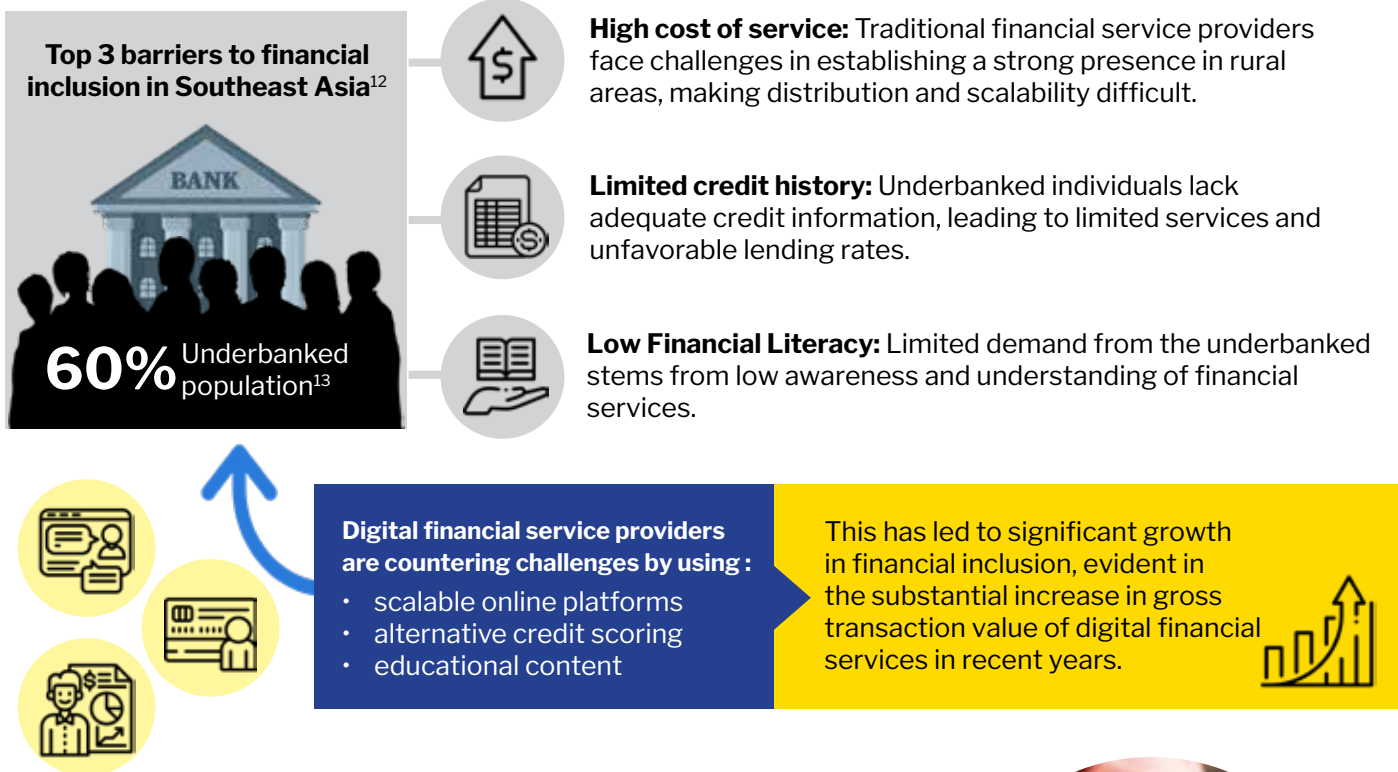 Top 3 barriers to financial
inclusion in Southeast Asia12
BANK
60% Underbanked
population13
High cost of service: Traditional financial service providers
face challenges in establishing a strong presence in rural
areas, making distribution and scalability difficult.
Limited credit history: Underbanked individuals lack
adequate credit information, leading to limited services and
unfavorable lending rates.
Low Financial Literacy: Limited demand from the underbanked
stems from low awareness and understanding of financial
services.
Digital financial service providers
are countering challenges by using :
• scalable online platforms
• alternative credit scoring
• educational content
This has led to significant growth
in financial inclusion, evident in
the substantial increase in gross
transaction value of digital financial
services in recent years.